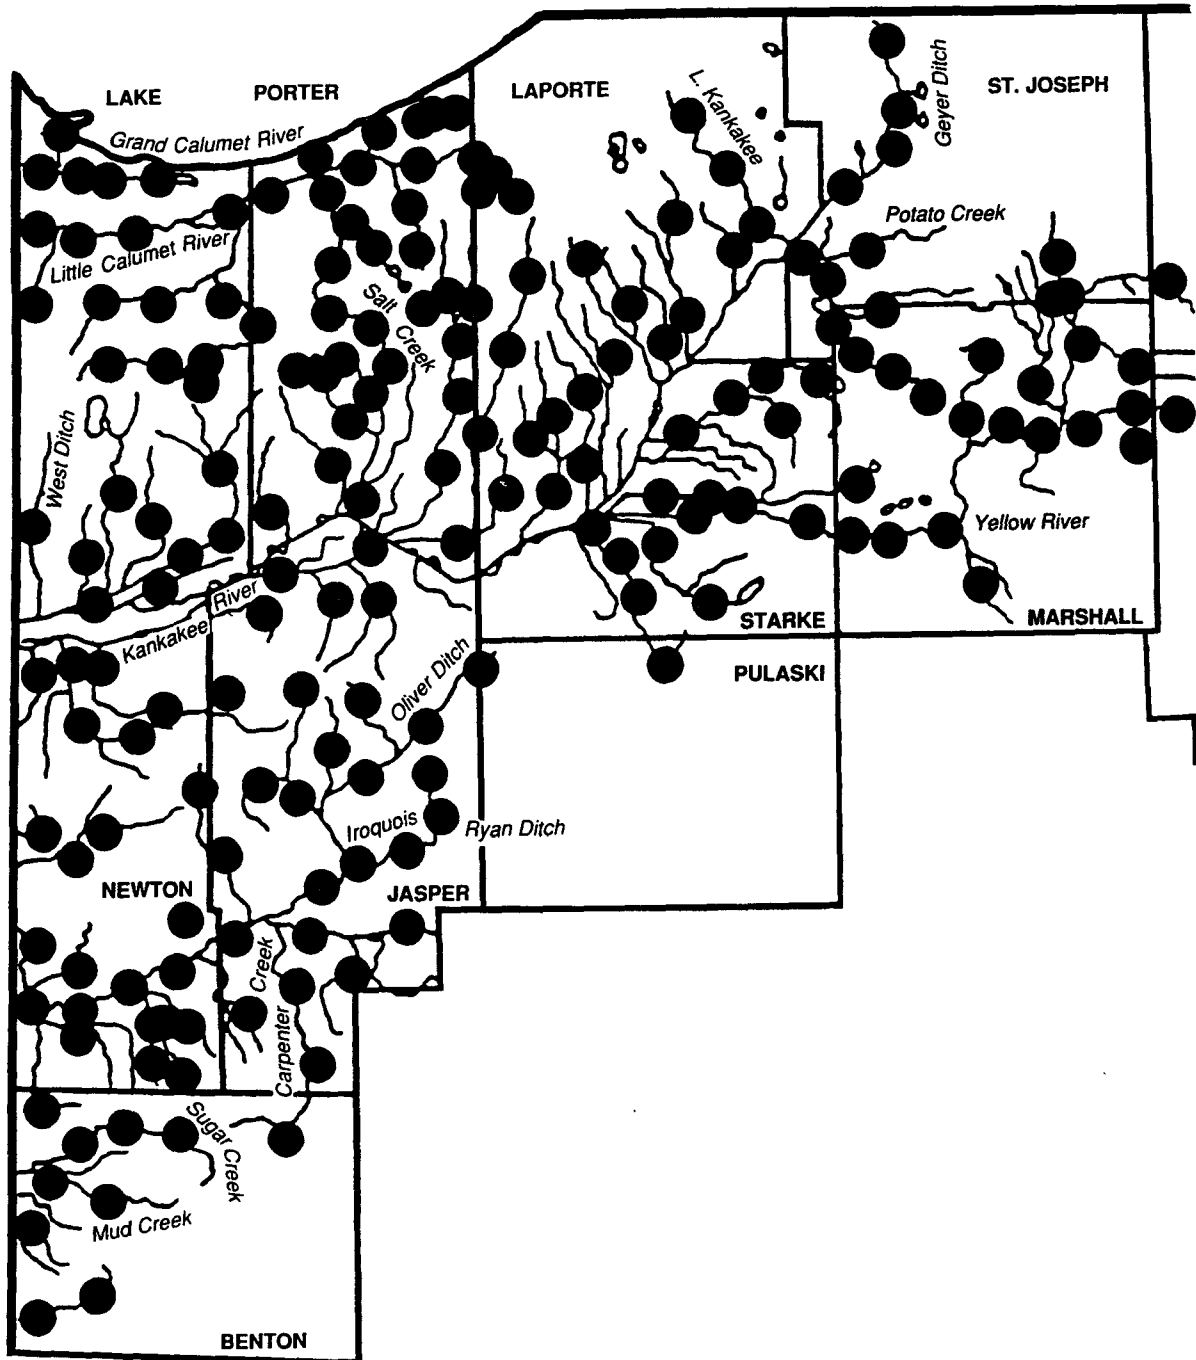 LAKE
PORTER
LAPORTE
ST. JOSEPH
Grand Calumet River
L. Kankakee
Geyer Ditch
Potato Creek
Little Calumet River
Salt Creek
West Ditch
Yellow River
Kankakee River
STARKE
MARSHALL
PULASKI
Oliver Ditch
Iroquois
Ryan Ditch
NEWTON
JASPER
Creek
Carpenter
Sugar Creek
Mud Creek
BENTON